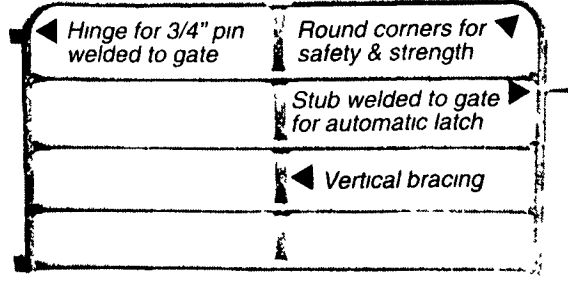 Hinge for 3/4" pin
welded to gate
Round corners for
safety & strength
Stub welded to gate
for automatic latch
Vertical bracing